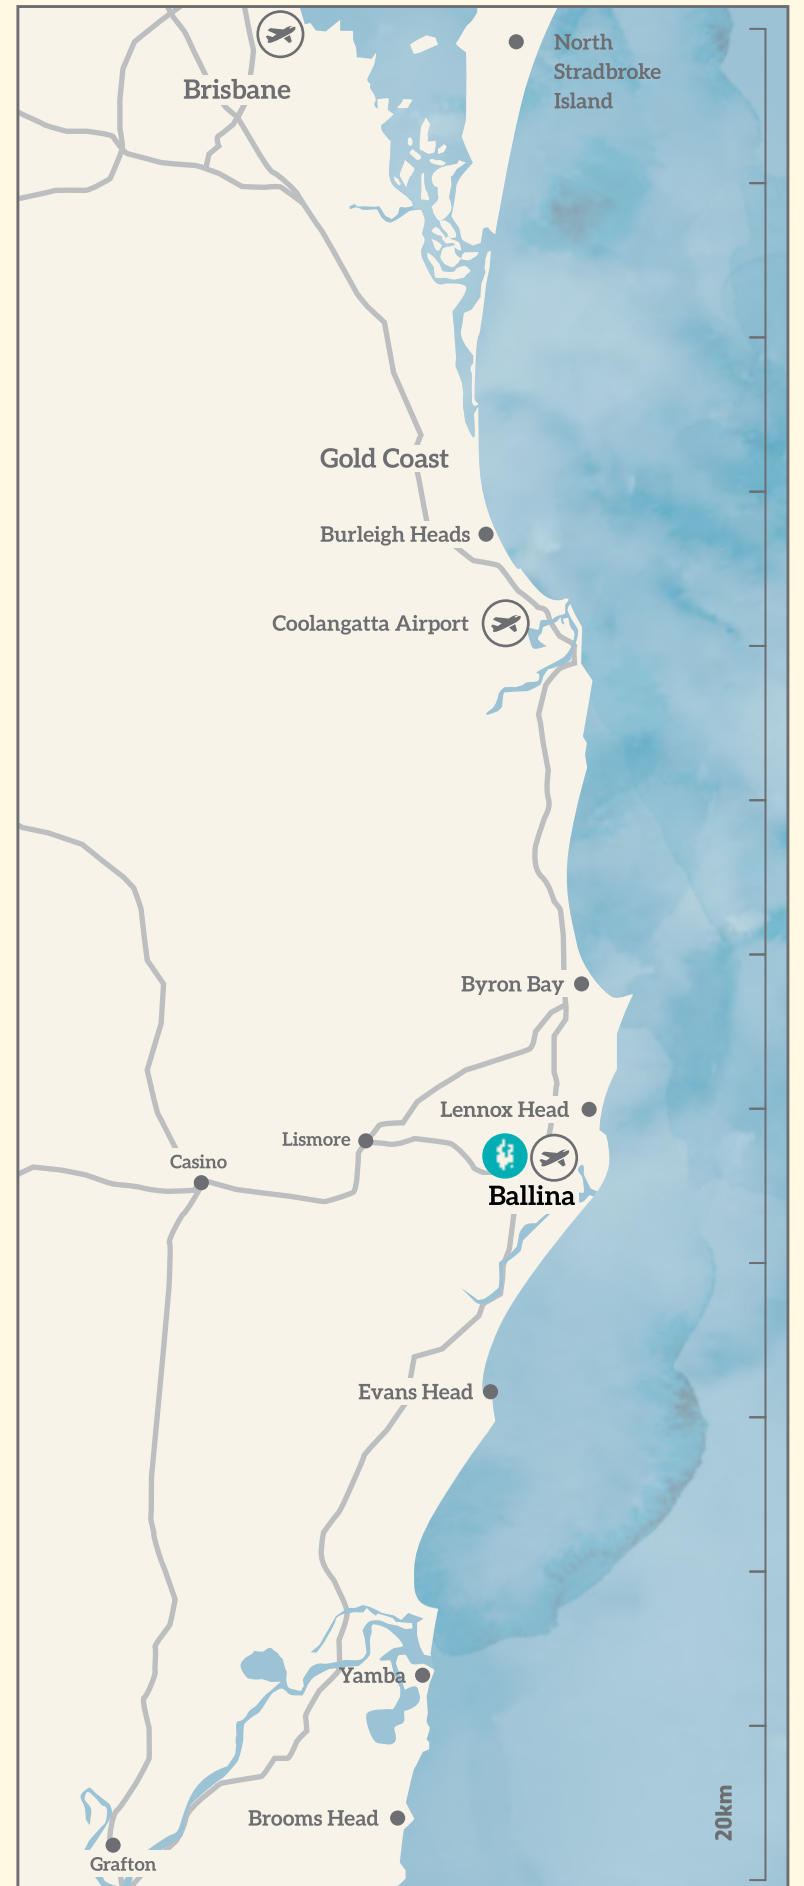 North
Stradbroke
Island
Brisbane
Gold Coast
Burleigh Heads
Coolangatta Airport
Byron Bay
Lennox Head
Lismore
Casino
Ballina
Evans Head
Yamba
20km
Brooms Head
Grafton